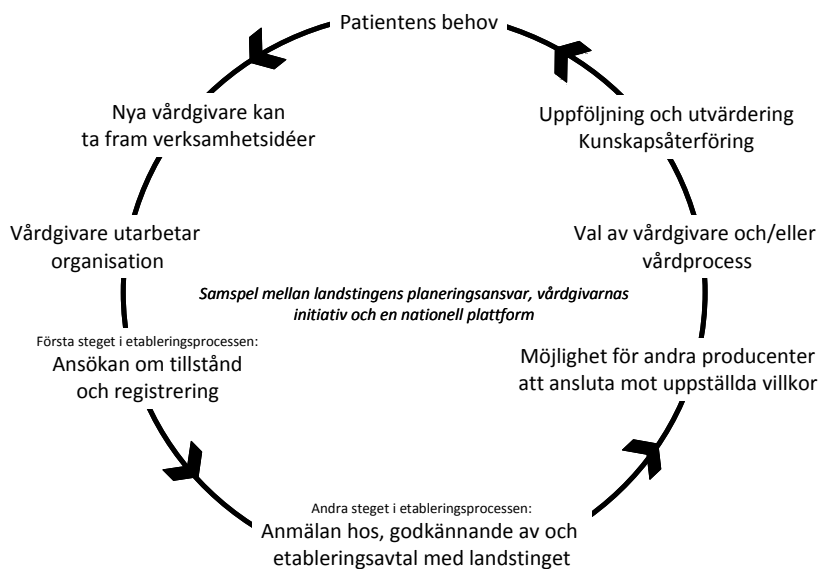 Patientens behov
Nya vårdgivare kan
ta fram verksamhetsidéer
Uppföljning och utvärdering
Kunskapsåterföring
Vårdgivare utarbetar
organisation
Val av vårdgivare och/eller
vårdprocess
Samspel mellan landstingens planeringsansvar, vårdgivarnas
initiativ och en nationell plattform
Första steget i etableringsprocessen:
Ansökan om tillstånd
och registrering
Möjlighet för andra producenter
att ansluta mot uppställda villkor
Andra steget i etableringsprocessen:
Anmälan hos, godkännande av och
etableringsavtal med landstinget